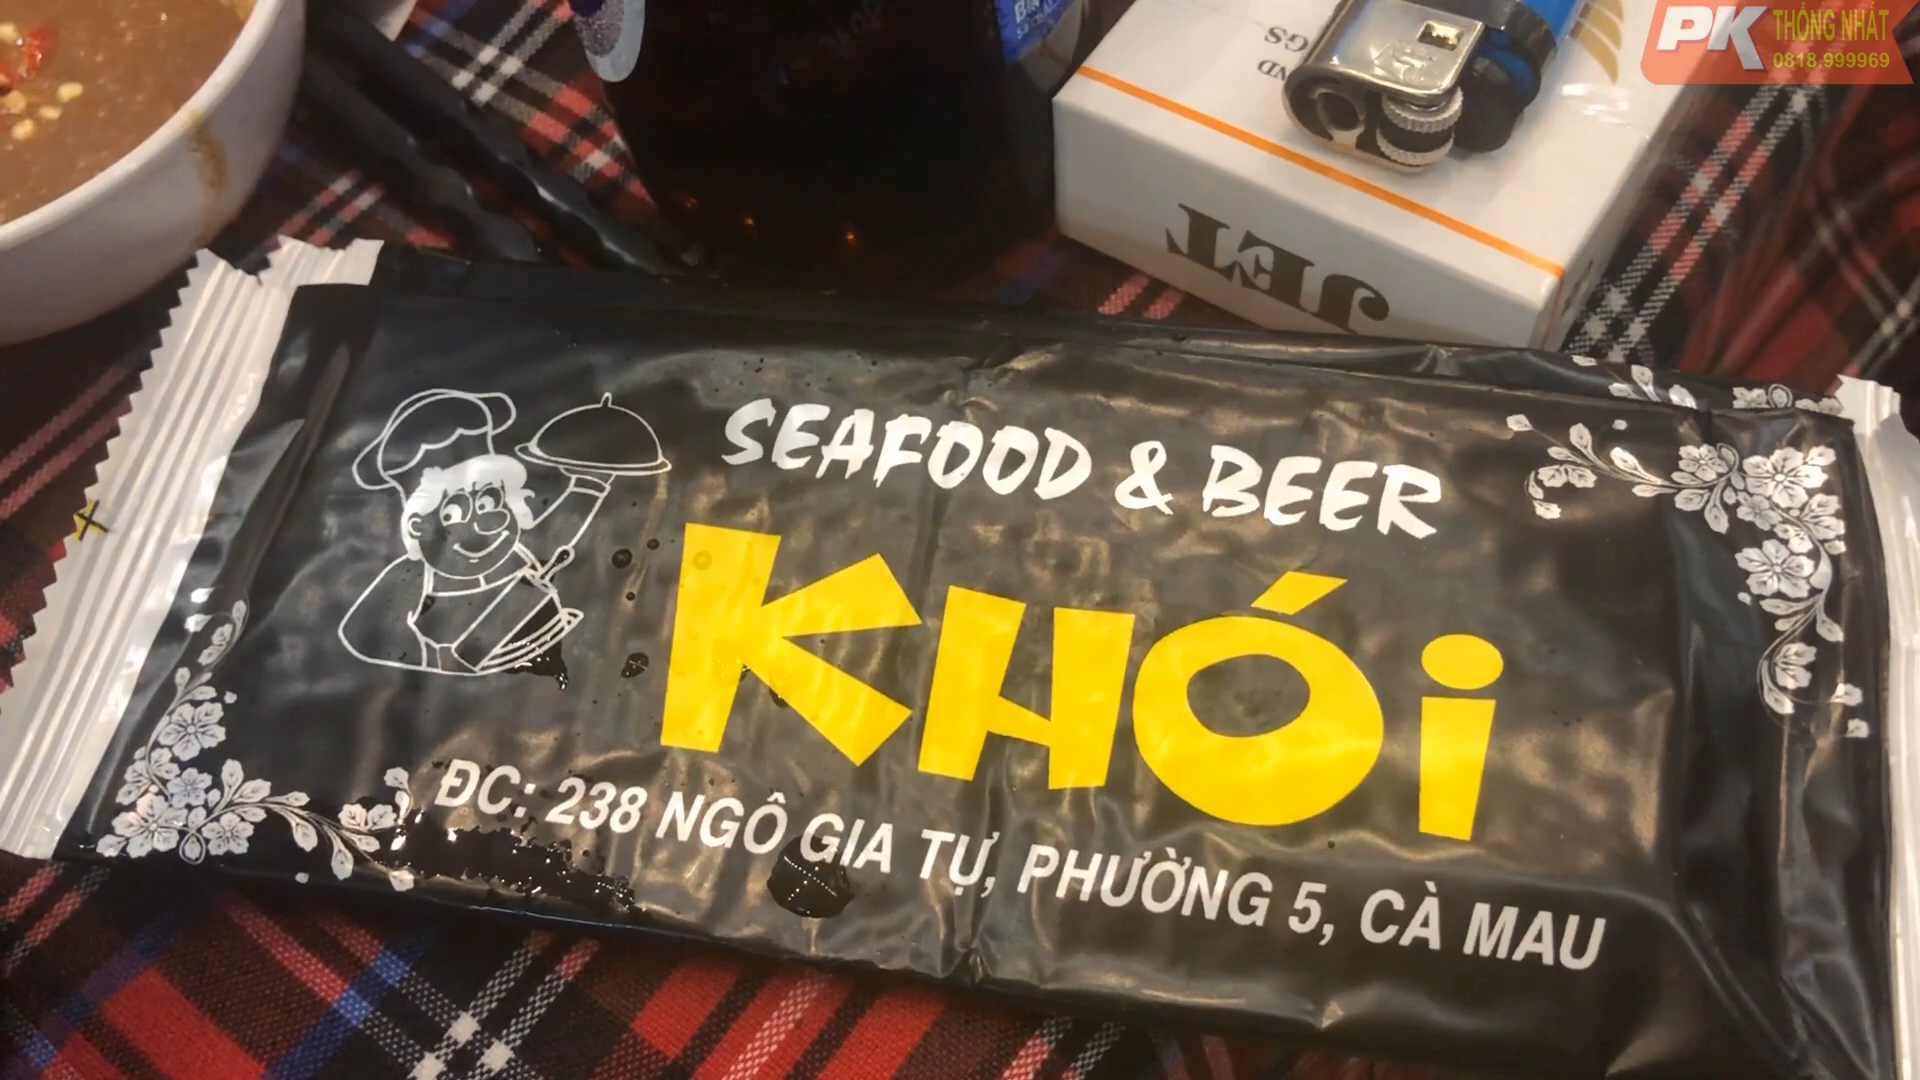 PK THỐNG NHẤT
0818.999969
JET
SEAFOOD & BEER
KHÓI
ĐC: 238 NGÔ GIA TỰ, PHƯỜNG 5, CÀ MAU